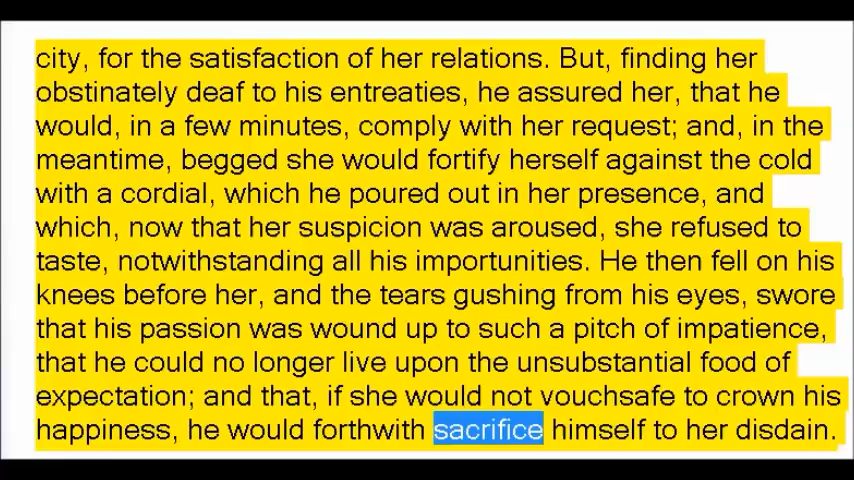 city, for the satisfaction of her relations. But, finding her
obstinately deaf to his entreaties, he assured her, that he
would, in a few minutes, comply with her request; and, in the
meantime, begged she would fortify herself against the cold
with a cordial, which he poured out in her presence, and
which, now that her suspicion was aroused, she refused to
taste, notwithstanding all his importunities. He then fell on his
knees before her, and the tears gushing from his eyes, swore
that his passion was wound up to such a pitch of impatience,
that he could no longer live upon the unsubstantial food of
expectation; and that, if she would not vouchsafe to crown his
happiness, he would forthwith sacrifice himself to her disdain.